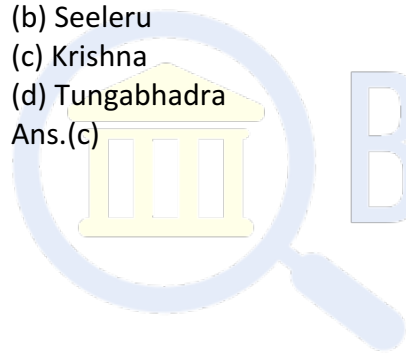 (b) Seeleru
(c) Krishna
(d) Tungabhadra
Ans.(c)
B